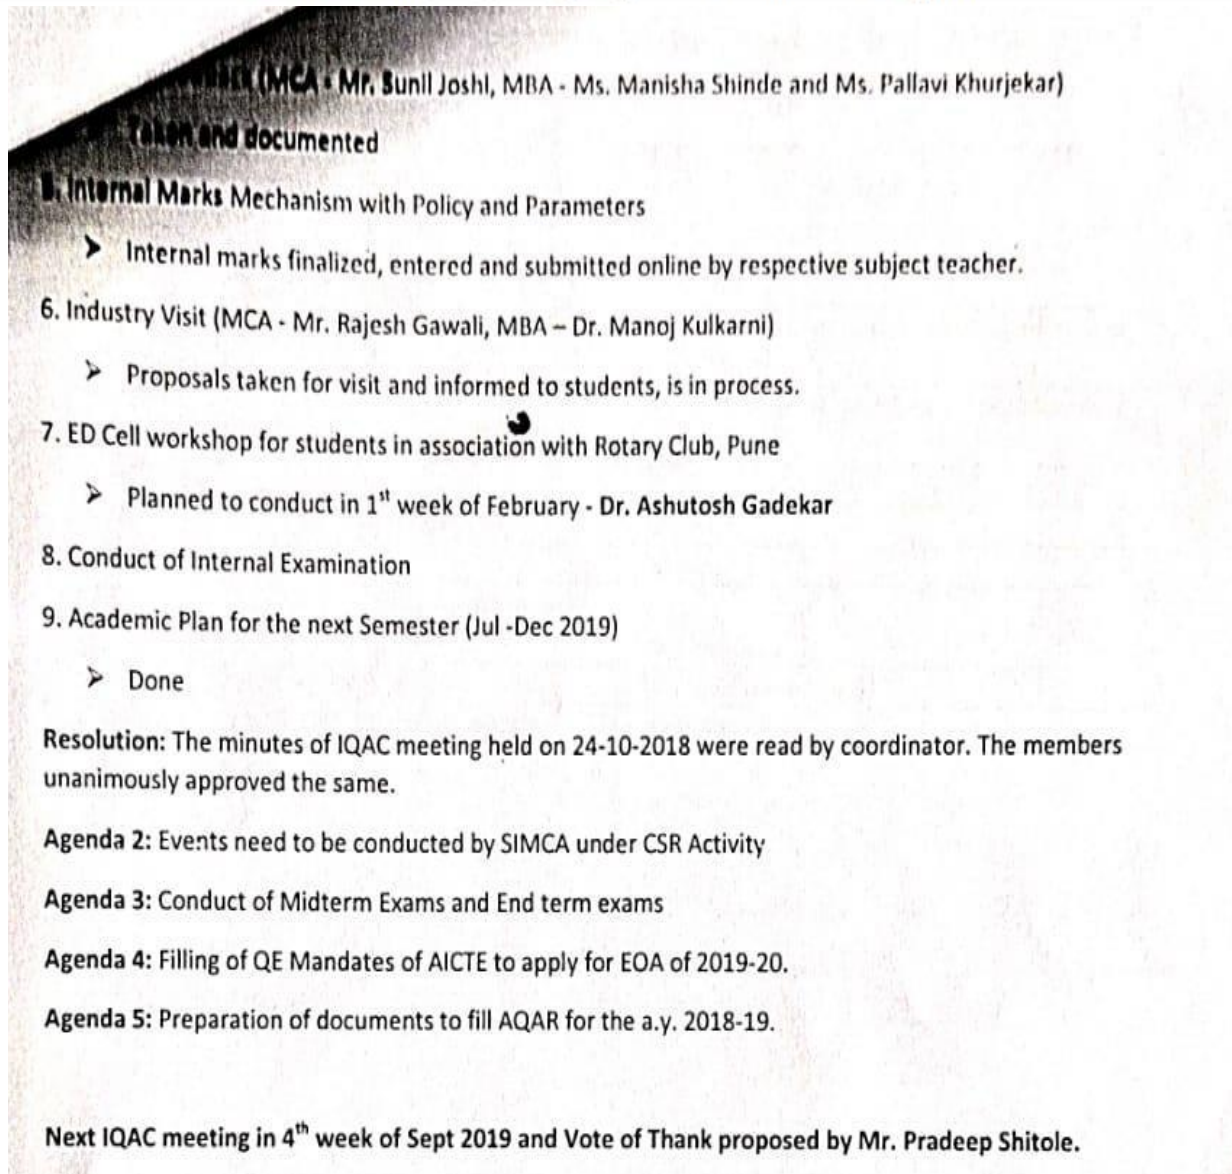 (MCA - Mr. Sunil Joshi, MBA - Ms. Manisha Shinde and Ms. Pallavi Khurjekar)
Taken and documented
Internal Marks Mechanism with Policy and Parameters
➤ Internal marks finalized, entered and submitted online by respective subject teacher.
6. Industry Visit (MCA - Mr. Rajesh Gawali, MBA – Dr. Manoj Kulkarni)
➤ Proposals taken for visit and informed to students, is in process.
7. ED Cell workshop for students in association with Rotary Club, Pune
➤ Planned to conduct in 1st week of February - Dr. Ashutosh Gadekar
8. Conduct of Internal Examination
9. Academic Plan for the next Semester (Jul -Dec 2019)
➤ Done
Resolution: The minutes of IQAC meeting held on 24-10-2018 were read by coordinator. The members
unanimously approved the same.
Agenda 2: Events need to be conducted by SIMCA under CSR Activity
Agenda 3: Conduct of Midterm Exams and End term exams
Agenda 4: Filling of QE Mandates of AICTE to apply for EOA of 2019-20.
Agenda 5: Preparation of documents to fill AQAR for the a.y. 2018-19.
Next IQAC meeting in 4th week of Sept 2019 and Vote of Thank proposed by Mr. Pradeep Shitole.